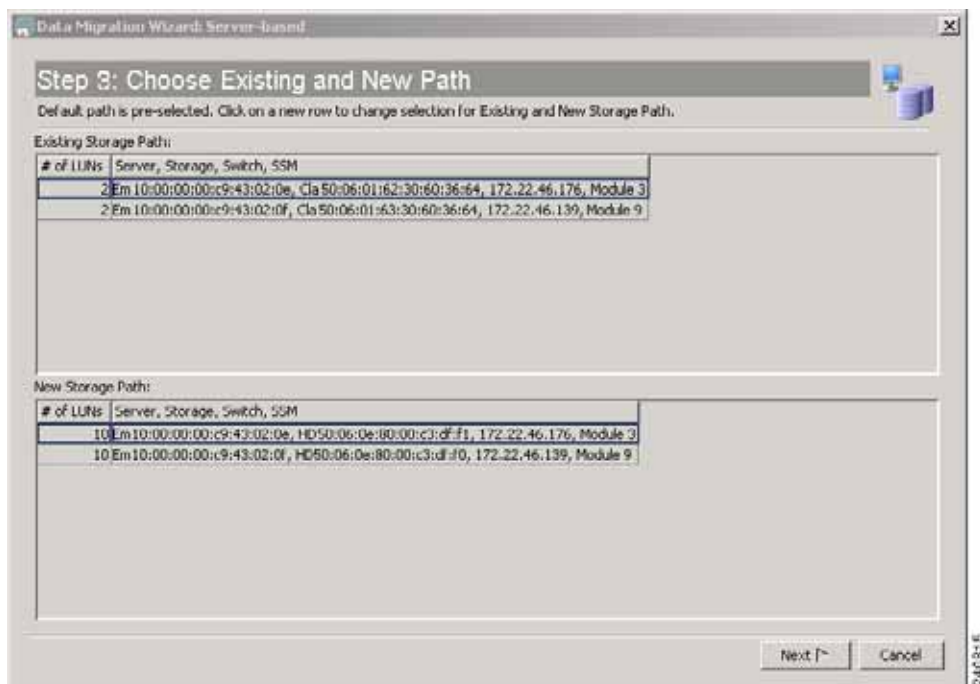 Data Migration Wizard: Server-based
Step 3: Choose Existing and New Path
Default path is pre-selected. Click on a new row to change selection for Existing and New Storage Path.
Existing Storage Path:
# of LUNs Server, Storage, Switch, SSM
2 Em 10:00:00:00:c9:43:02:0e, Cla 50:06:01:62:30:60:36:64, 172.22.46.176, Module 3
2 Em 10:00:00:00:c9:43:02:0f, Cla 50:06:01:63:30:60:36:64, 172.22.46.139, Module 9
New Storage Path:
# of LUNs Server, Storage, Switch, SSM
10 Em 10:00:00:00:c9:43:02:0e, HD50:06:0e:80:00:c3:df:f1, 172.22.46.176, Module 3
10 Em 10:00:00:00:c9:43:02:0f, HD50:06:0e:80:00:c3:df:f0, 172.22.46.139, Module 9
Next Cancel